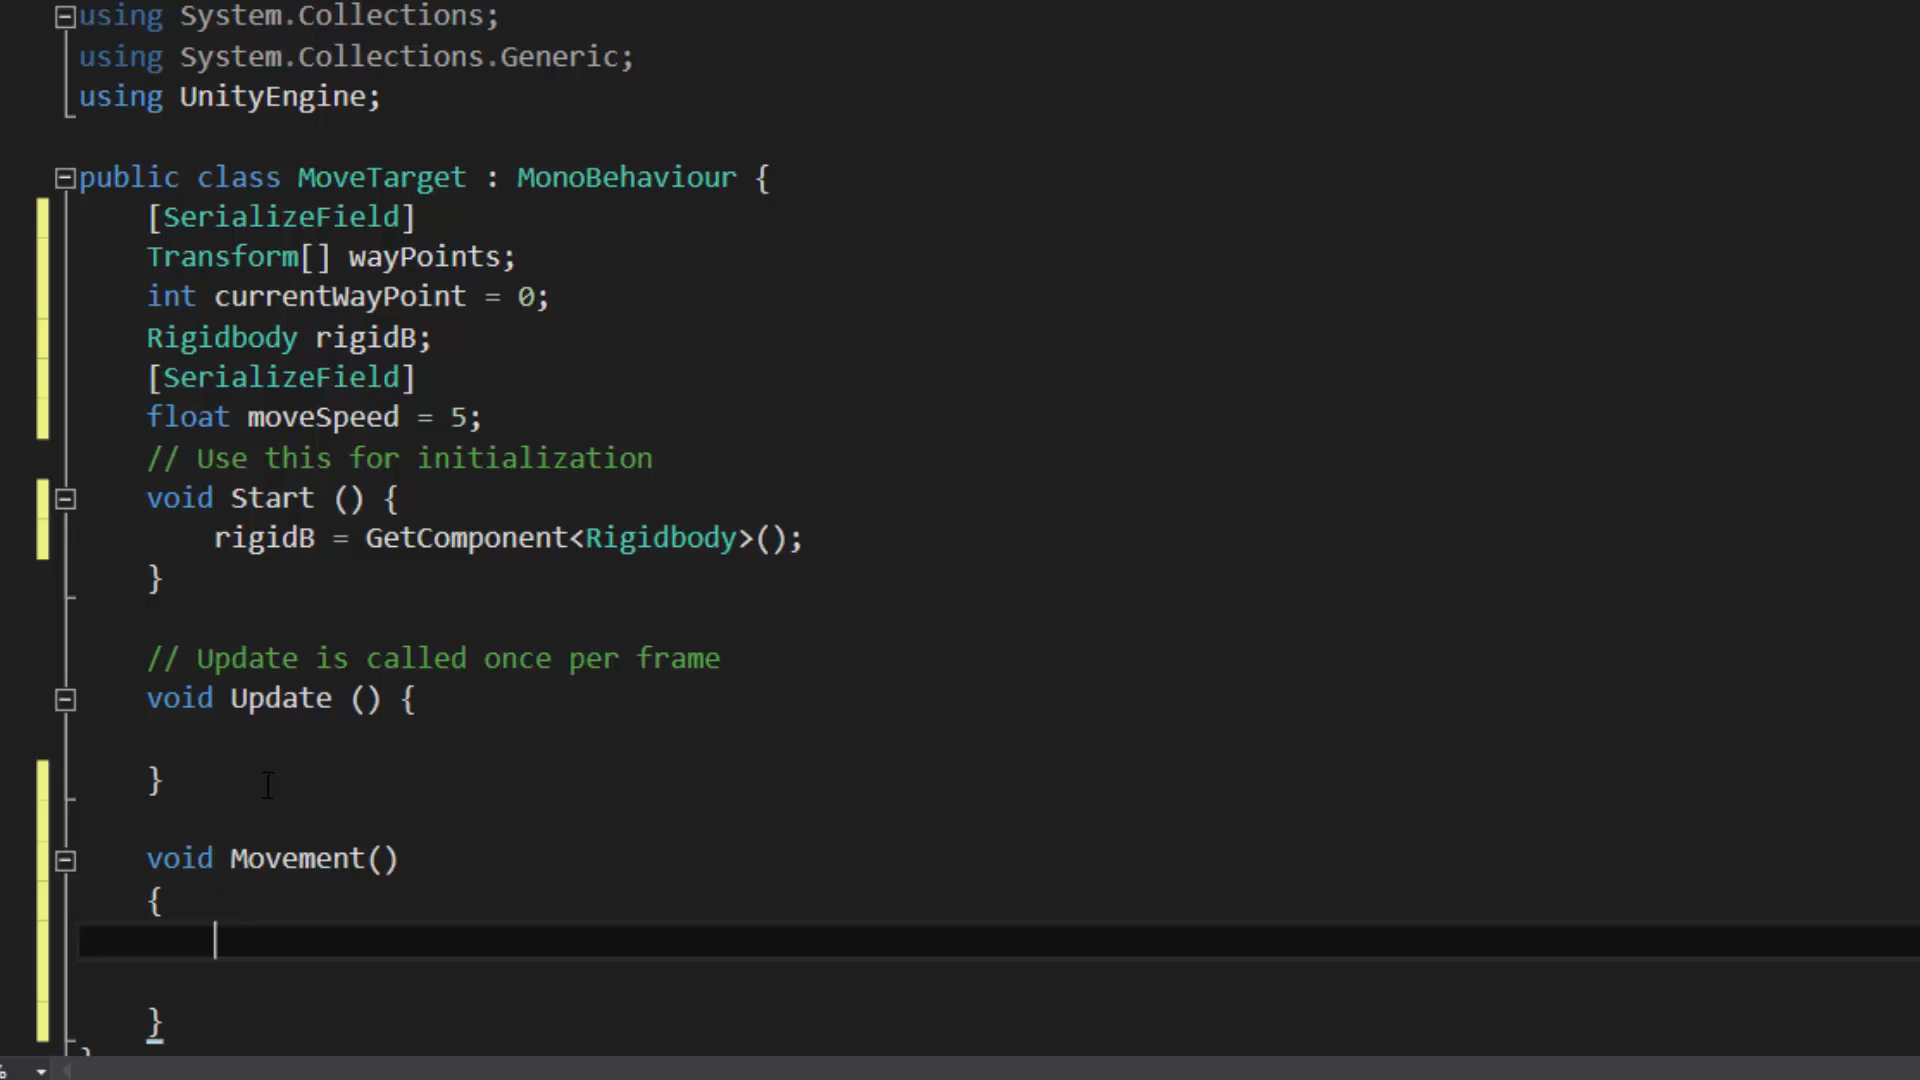 using System.Collections;
using System.Collections.Generic;
using UnityEngine;
public class MoveTarget : MonoBehaviour {
[SerializeField]
Transform[] wayPoints;
int currentWayPoint = 0;
Rigidbody rigidB;
[SerializeField]
float moveSpeed = 5;
// Use this for initialization
void Start () {
rigidB = GetComponent<Rigidbody>();
}
// Update is called once per frame
void Update () {
}
void Movement()
{
}
}